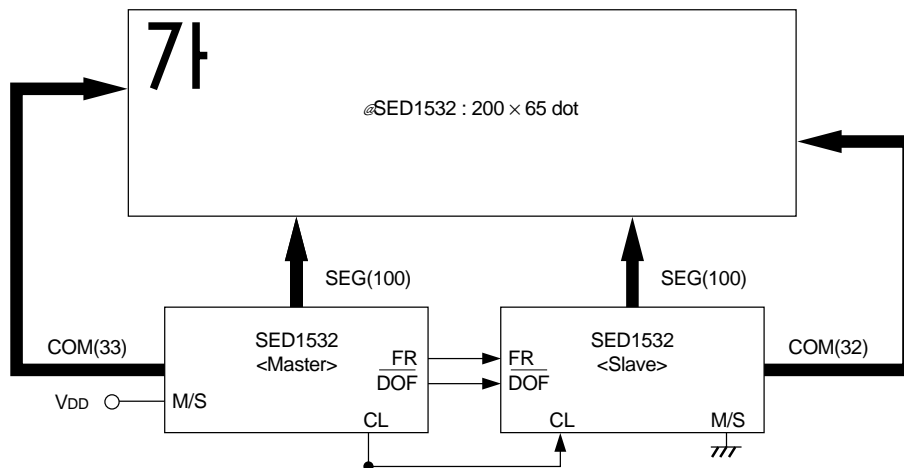 가
@SED1532 : 200 × 65 dot
SEG(100)
SEG(100)
COM(33)
SED1532
<Master>
FR
DOF
VDD
M/S
CL
SED1532
<Slave>
FR
DOF
COM(32)
CL
M/S